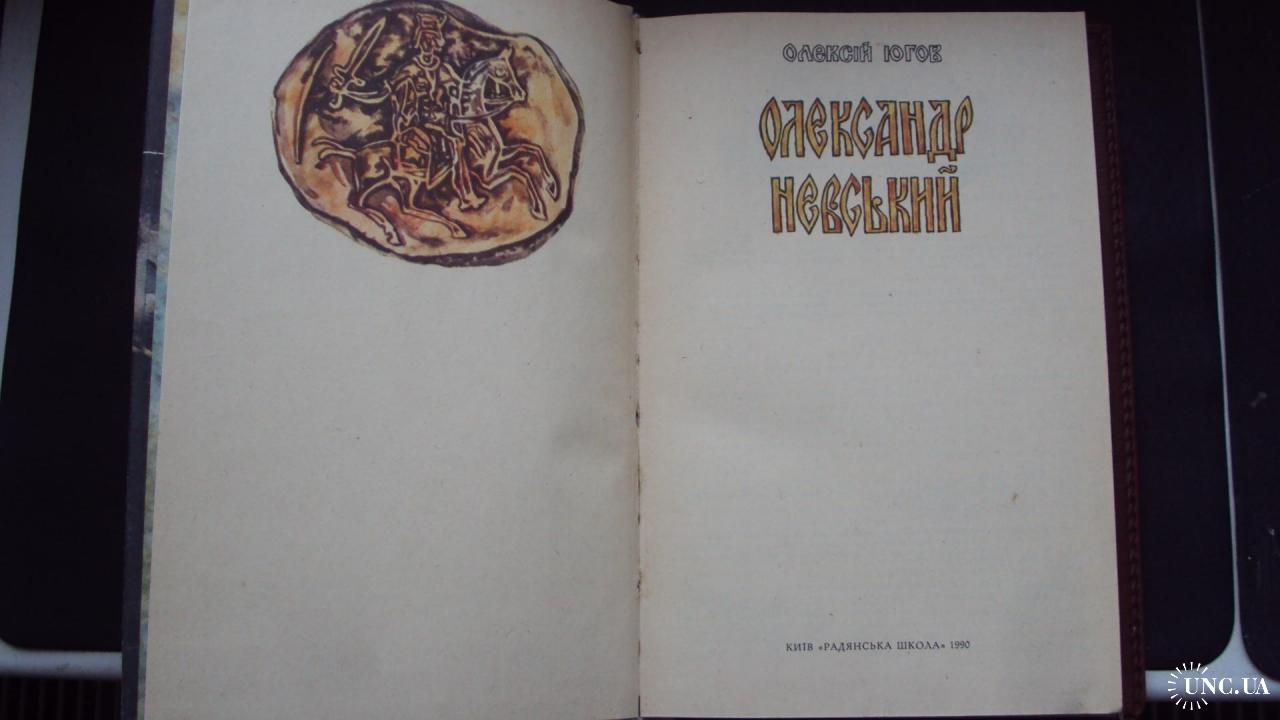 ОЛЕКСІЙ ЮГОВ
ОЛЕКСАНДР
НЕВСЬКИЙ
КИЇВ «РАДЯНСЬКА ШКОЛА» 1990
UNC.UA